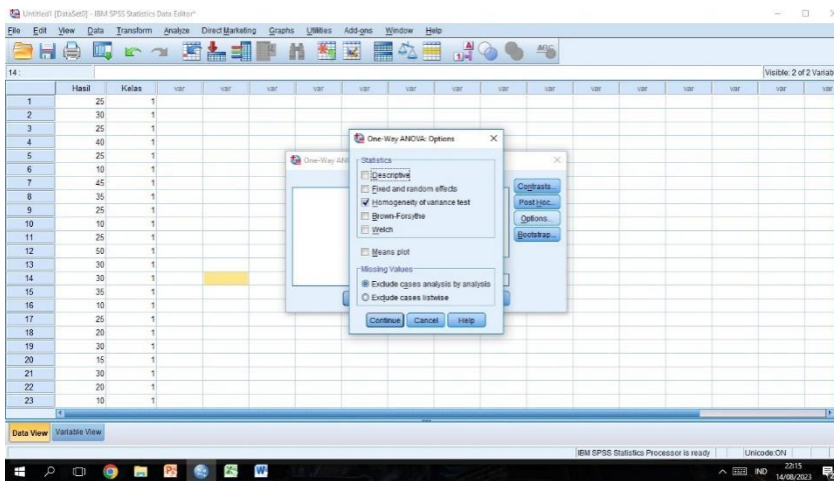 Untitled1 [DataSet0] - IBM SPSS Statistics Data Editor*
File Edit View Data Transform Analyze Direct Marketing Graphs Utilities Add-ons Window Help
14 :
Visible: 2 of 2 Variab
Hasil Kelas var var var var var var var var var var var var var
1 25 1
2 30 1
3 25 1
4 40 1
5 25 1
6 10 1
7 45 1
8 35 1
9 25 1
10 10 1
11 25 1
12 50 1
13 30 1
14 30 1
15 35 1
16 10 1
17 25 1
18 20 1
19 30 1
20 15 1
21 30 1
22 20 1
23 10 1
One-Way AN
Contrasts...
Post Hoc...
Options...
Bootstrap...
One-Way ANOVA: Options
Statistics
Descriptive
Fixed and random effects
Homogeneity of variance test
Brown-Forsythe
Welch
Means plot
Missing Values
Exclude cases analysis by analysis
Exclude cases listwise
Continue Cancel Help
Data View Variable View
IBM SPSS Statistics Processor is ready Unicode:ON
IND
22:15
14/08/2023